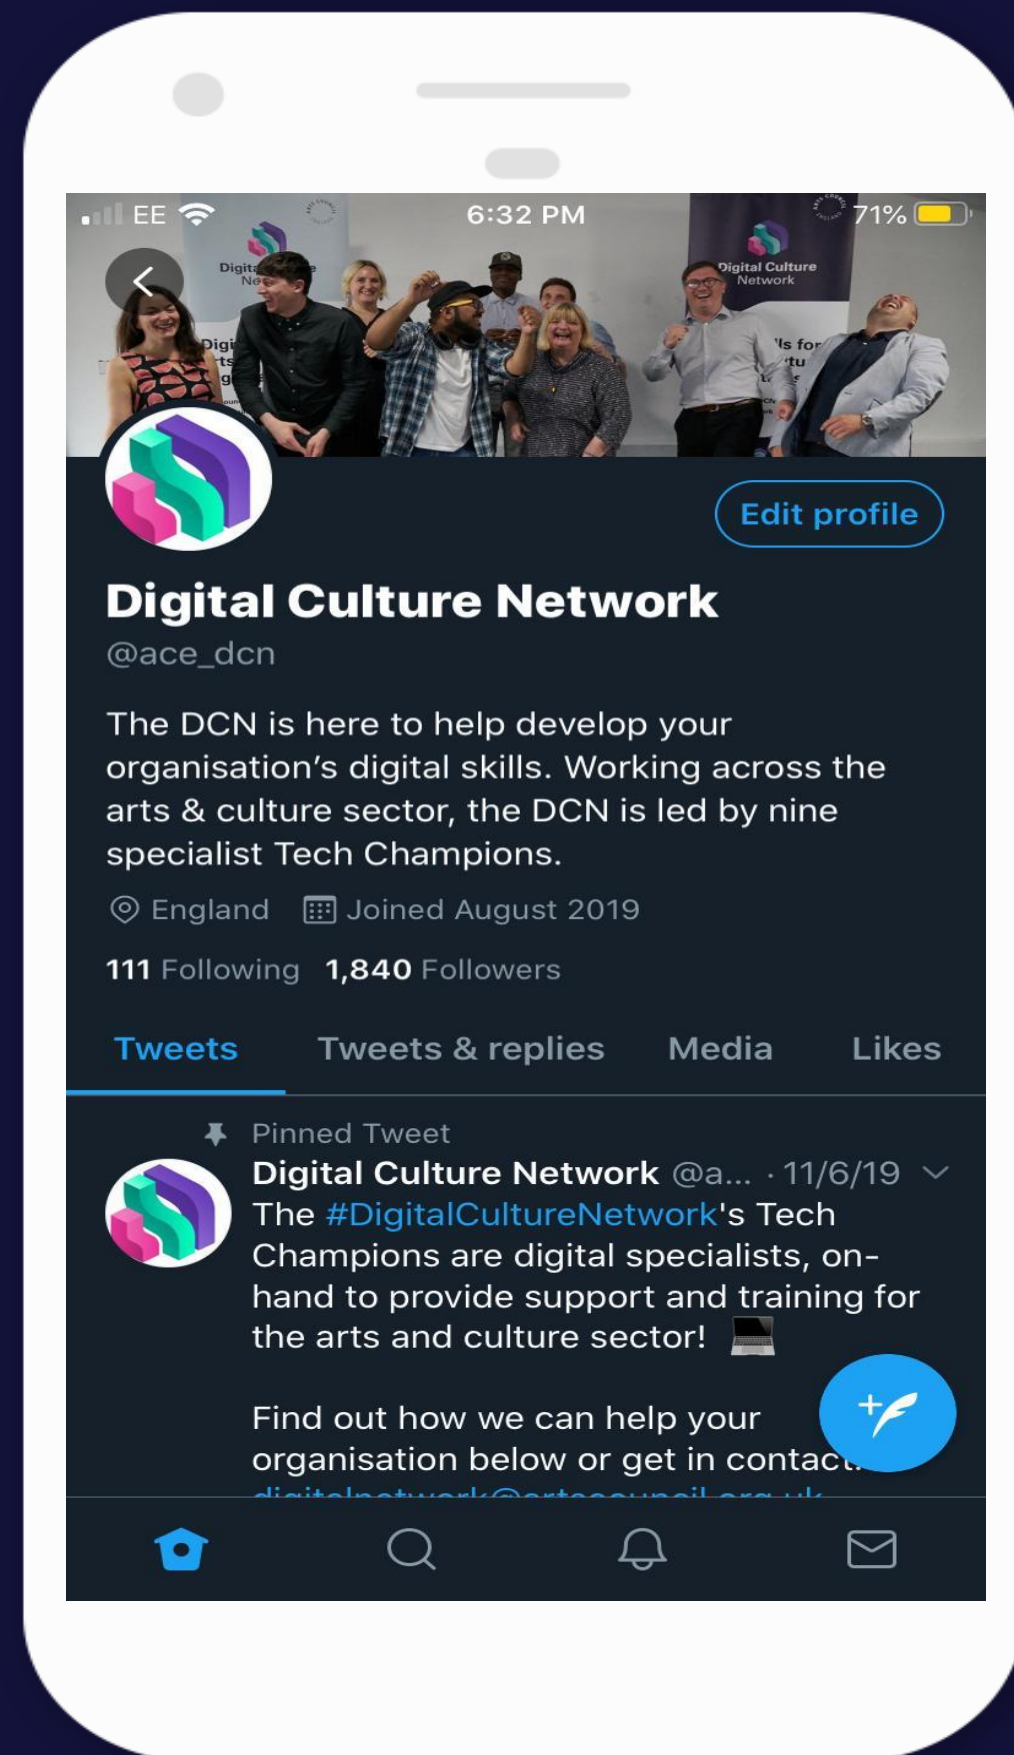 EE 6:32 PM 71%
Digital Culture
Network
Edit profile
Digital Culture Network
@ace_dcn
The DCN is here to help develop your
organisation’s digital skills. Working across the
arts & culture sector, the DCN is led by nine
specialist Tech Champions.
England Joined August 2019
111 Following 1,840 Followers
Tweets Tweets & replies Media Likes
Pinned Tweet
Digital Culture Network @a... · 11/6/19
The #DigitalCultureNetwork's Tech
Champions are digital specialists, on-
hand to provide support and training for
the arts and culture sector!
Find out how we can help your
organisation below or get in contact
digitalnetwork@artscouncil.org.uk